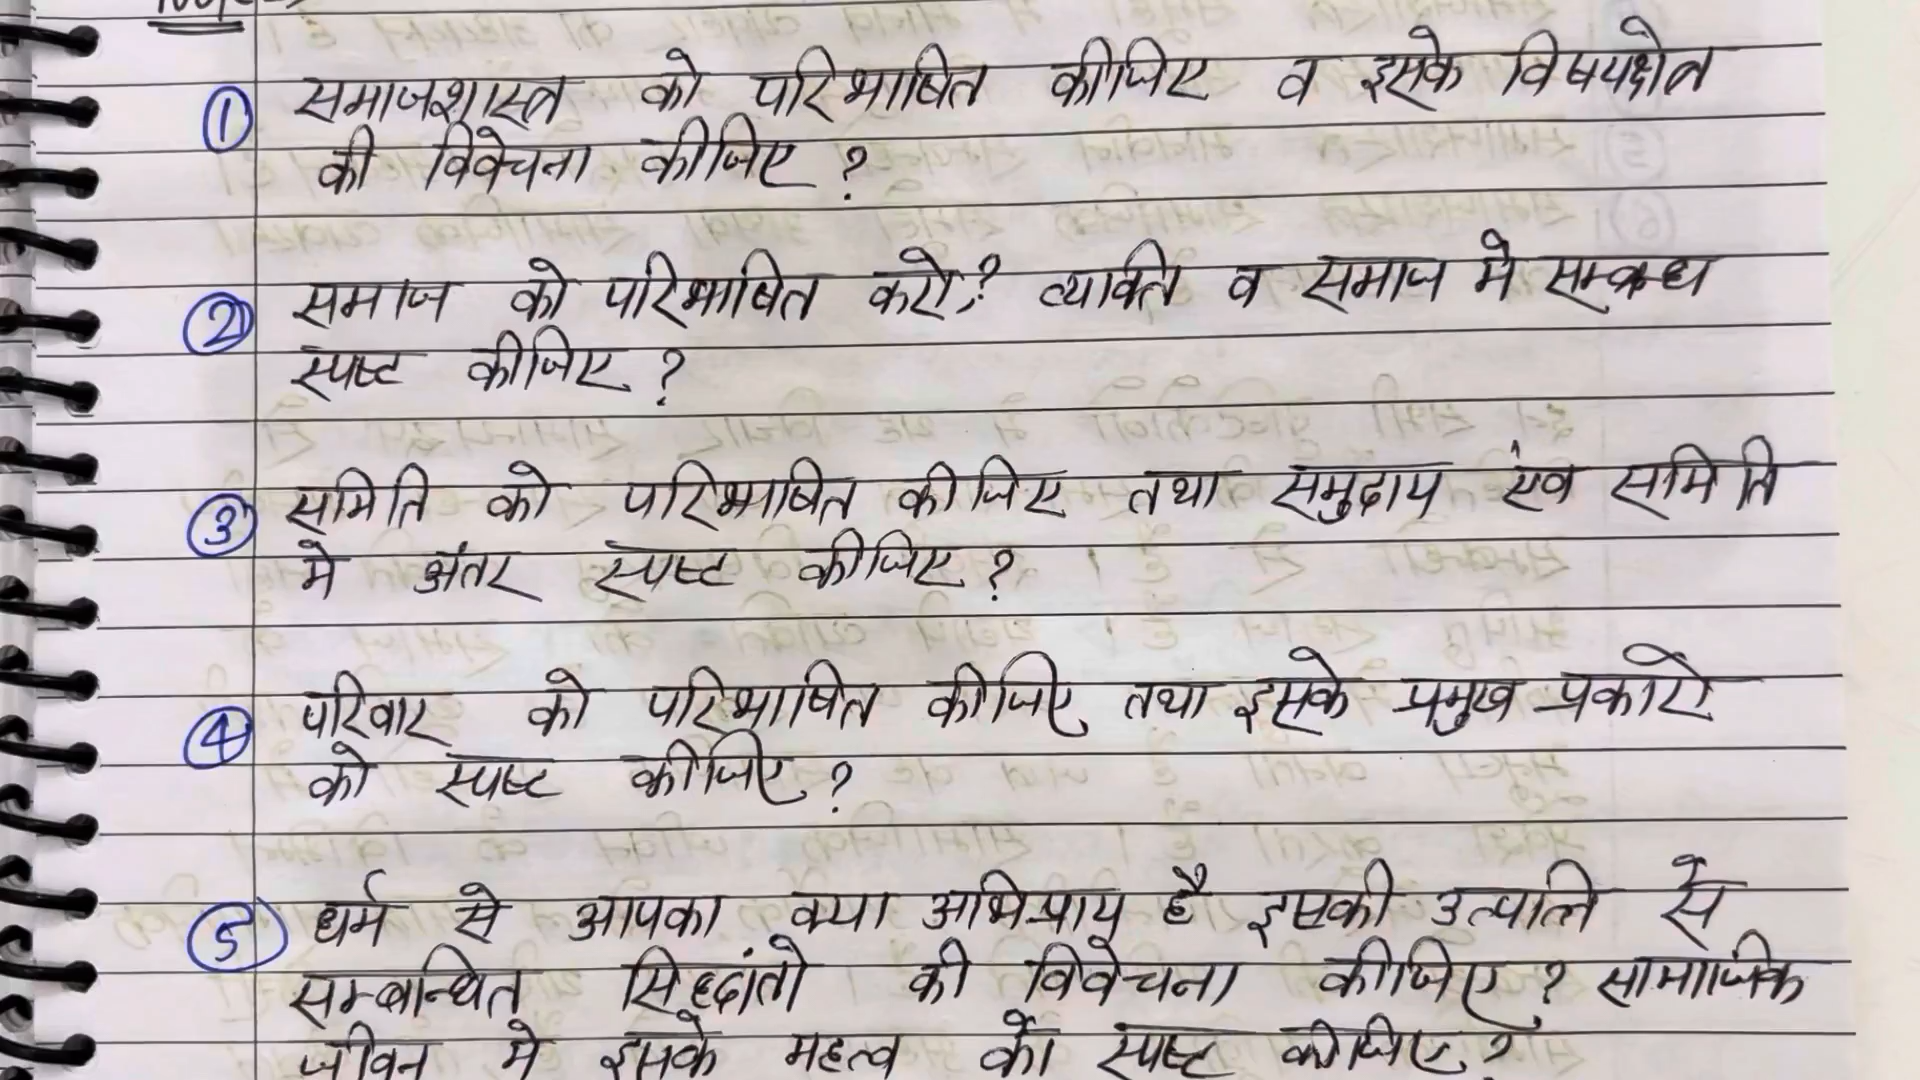 ① समाजशास्त्र को परिभाषित कीजिए व इसके विषयक्षेत्र
की विवेचना कीजिए ?
② समाज को परिभाषित करो ? व्यक्ति व समाज मे सम्बन्ध
स्पष्ट कीजिए ?
③ समिति को परिभाषित कीजिए तथा समुदाय एंव समिति
मे अंतर स्पष्ट कीजिए ?
④ परिवार को परिभाषित कीजिए तथा इसके प्रमुख प्रकारो
को स्पष्ट कीजिए ?
⑤ धर्म से आपका क्या अभिप्राय है इसकी उत्पत्ति से
सम्बन्धित सिद्धांतो की विवेचना कीजिए ? सामाजिक
जीवन मे इसके महत्व को स्पष्ट कीजिए ?